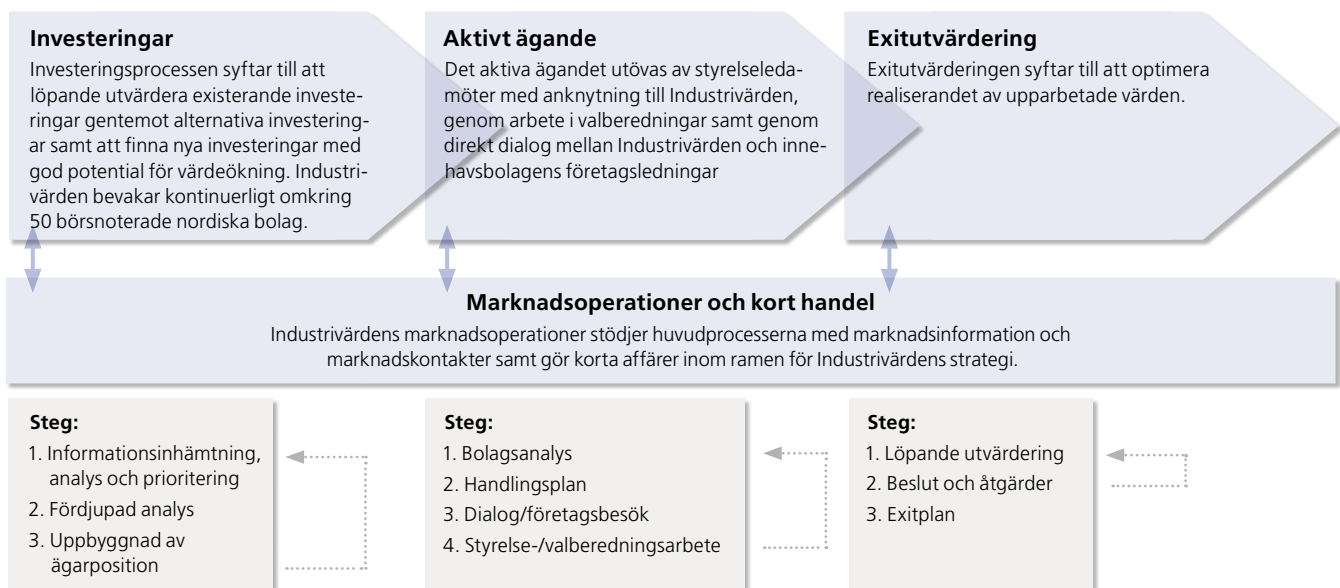 Investeringar
Investeringsprocessen syftar till att
löpande utvärdera existerande investe-
ringar gentemot alternativa investering-
ar samt att finna nya investeringar med
god potential för värdeökning. Industri-
värden bevakar kontinuerligt omkring
50 börsnoterade nordiska bolag.
Aktivt ägande
Det aktiva ägandet utövas av styrelseleda-
möter med anknytning till Industrivärden,
genom arbete i valberedningar samt genom
direkt dialog mellan Industrivärden och inne-
havsbolagens företagsledningar
Exitutvärdering
Exitutvärderingen syftar till att optimera
realiserandet av upparbetade värden.
Marknadsoperationer och kort handel
Industrivärdens marknadsoperationer stödjer huvudprocesserna med marknadsinformation och
marknadskontakter samt gör korta affärer inom ramen för Industrivärdens strategi.
Steg:
1. Informationsinhämtning,
analys och prioritering
2. Fördjupad analys
3. Uppbyggnad av
ägarposition
Steg:
1. Bolagsanalys
2. Handlingsplan
3. Dialog/företagsbesök
4. Styrelse-/valberedningsarbete
Steg:
1. Löpande utvärdering
2. Beslut och åtgärder
3. Exitplan